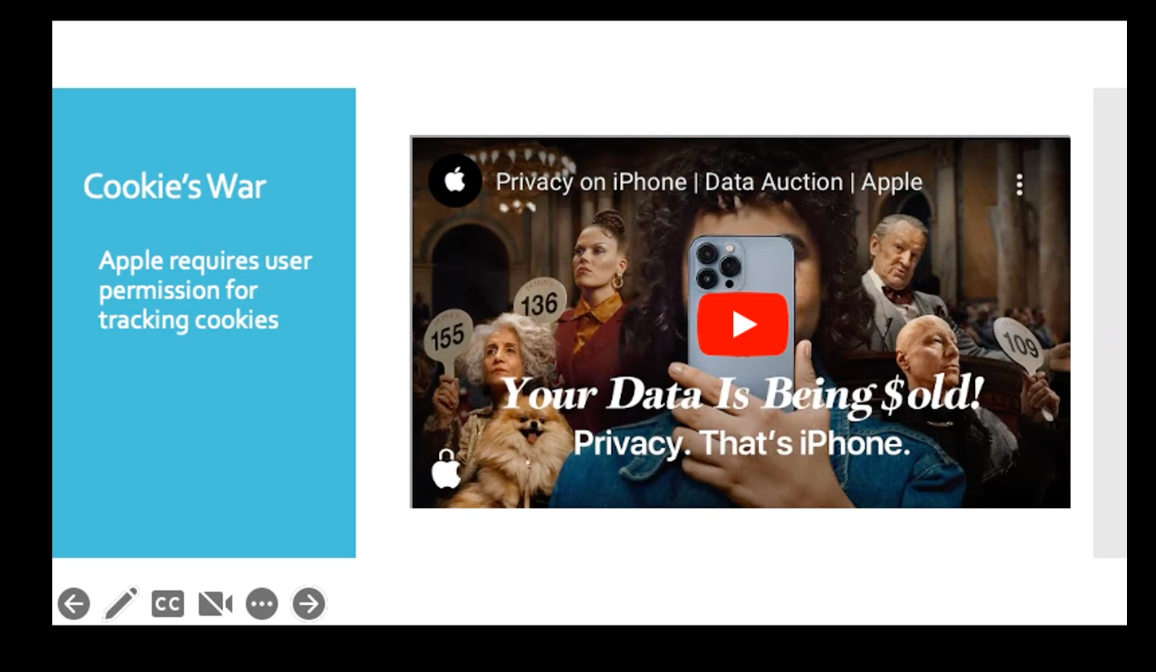 Cookie's War
Apple requires user
permission for
tracking cookies
Privacy on iPhone | Data Auction | Apple
136
155
109
Your Data Is Being $old!
Privacy. That's iPhone.
CC